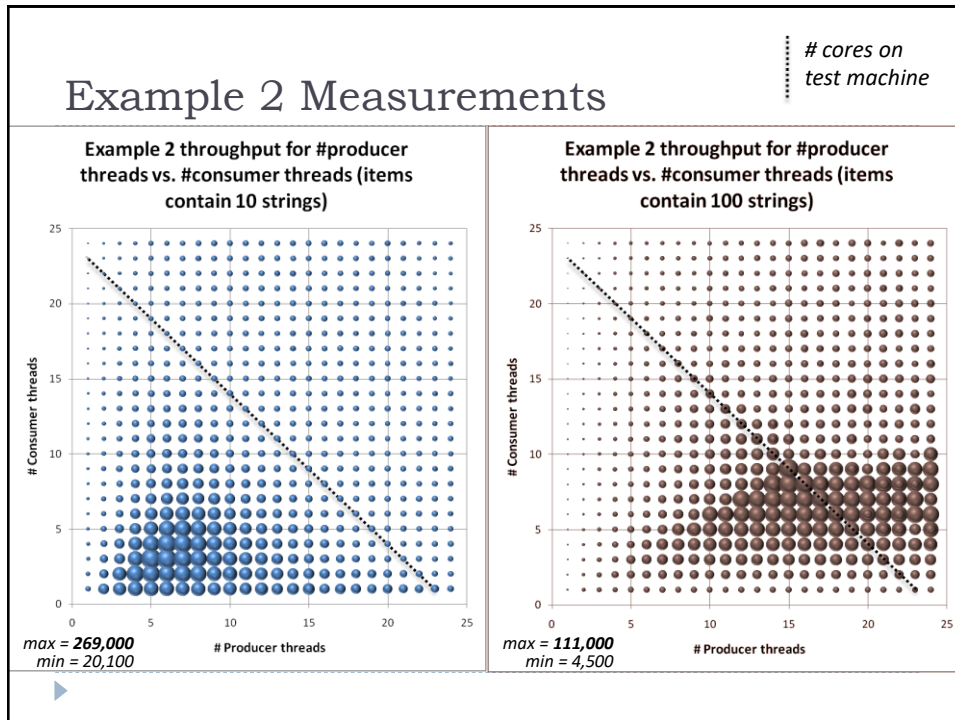 # cores on
test machine
Example 2 Measurements
Example 2 throughput for #producer
threads vs. #consumer threads (items
contain 10 strings)
25
20
15
10
5
0
# Consumer threads
0 5 10 15 20 25
# Producer threads
max = 269,000
min = 20,100
Example 2 throughput for #producer
threads vs. #consumer threads (items
contain 100 strings)
25
20
15
10
5
0
# Consumer threads
0 5 10 15 20 25
# Producer threads
max = 111,000
min = 4,500